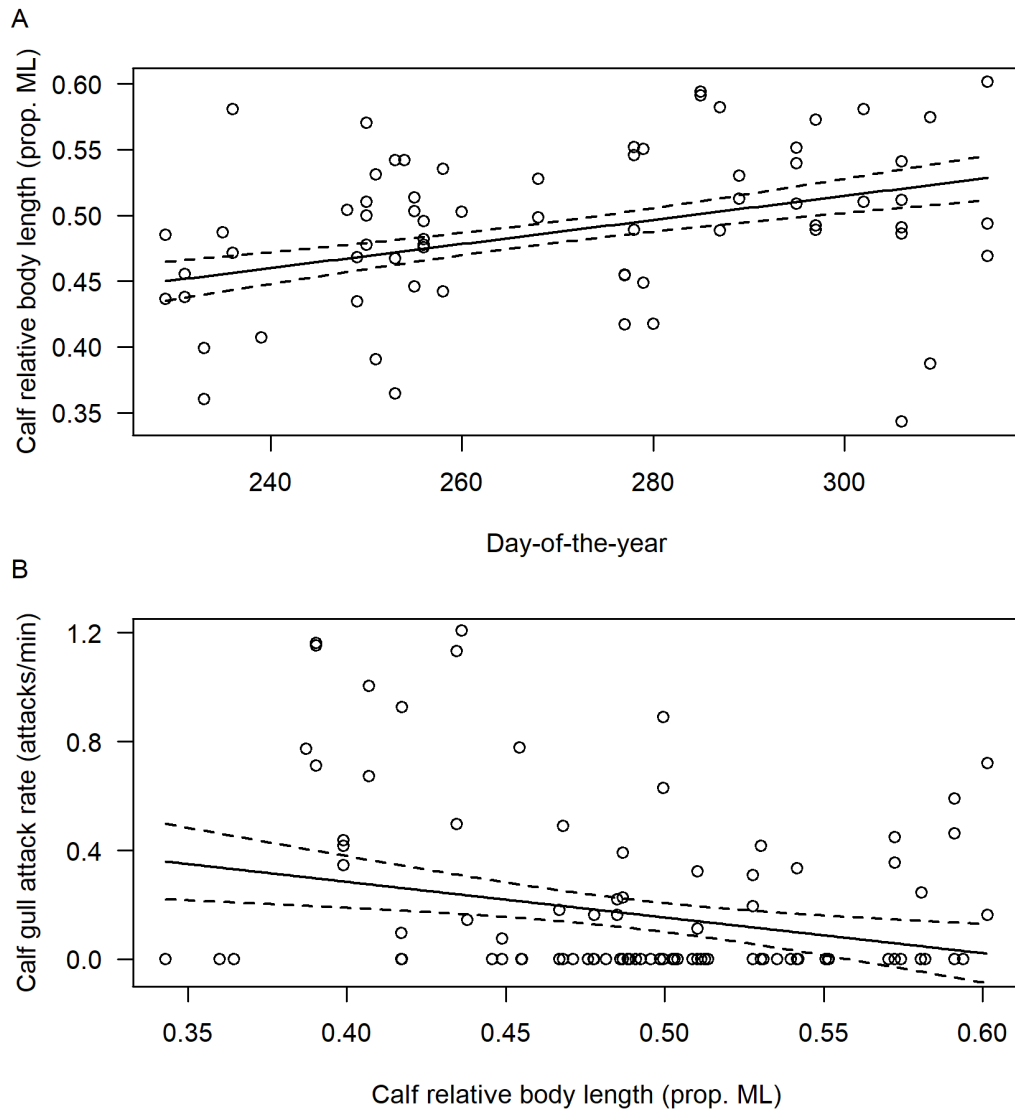 A
Calf relative body length (prop. ML)
0.60
0.55
0.50
0.45
0.40
0.35
240 260 280 300
Day-of-the-year
B
Calf gull attack rate (attacks/min)
1.2
0.8
0.4
0.0
0.35 0.40 0.45 0.50 0.55 0.60
Calf relative body length (prop. ML)